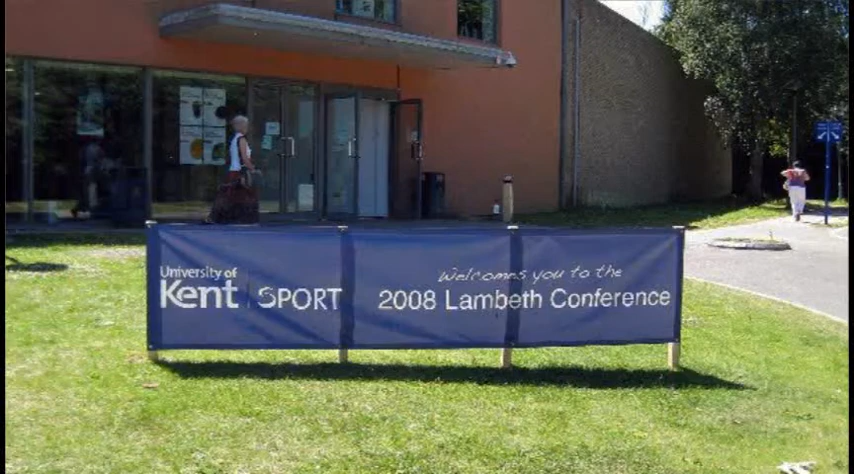 University of
Kent SPORT
Welcomes you to the
2008 Lambeth Conference